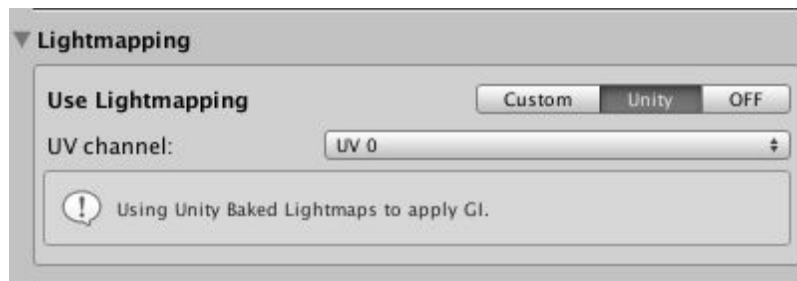 Lightmapping
Use Lightmapping Custom Unity OFF
UV channel: UV 0
Using Unity Baked Lightmaps to apply GI.